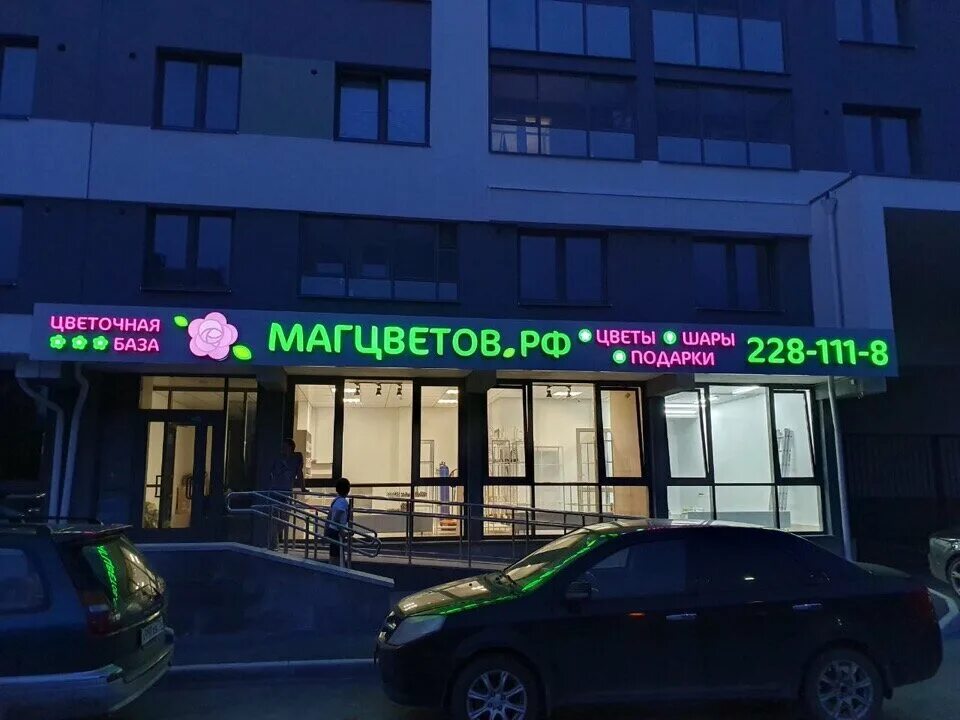 ЦВЕТОЧНАЯ
БАЗА
МАГЦВЕТОВ.РФ
ЦВЕТЫ ШАРЫ
ПОДАРКИ
228-111-8